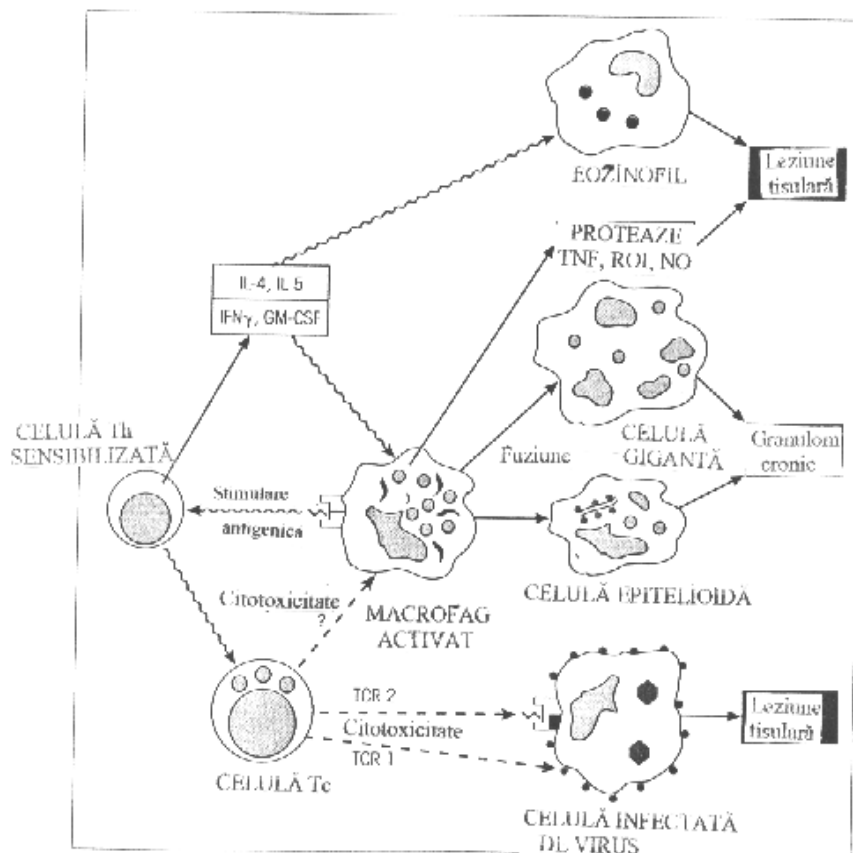 EOZINOFIL
Leziune
tisulară
PROTEAZE
TNF, ROI, NO
IL-4, IL 5
IFN-γ, GM-CSF
CELULĂ Th
SENSIBILIZATĂ
CELULĂ
GIGANTĂ
Granulom
cronic
Fuziune
Stimulare
antigenica
CELULĂ EPITELIOIDĂ
Citotoxicitate
?
MACROFAG
ACTIVAT
TCR 2
Citotoxicitate
TCR 1
Leziune
tisulară
CELULĂ Tc
CELULĂ INFECTATĂ
DE VIRUS